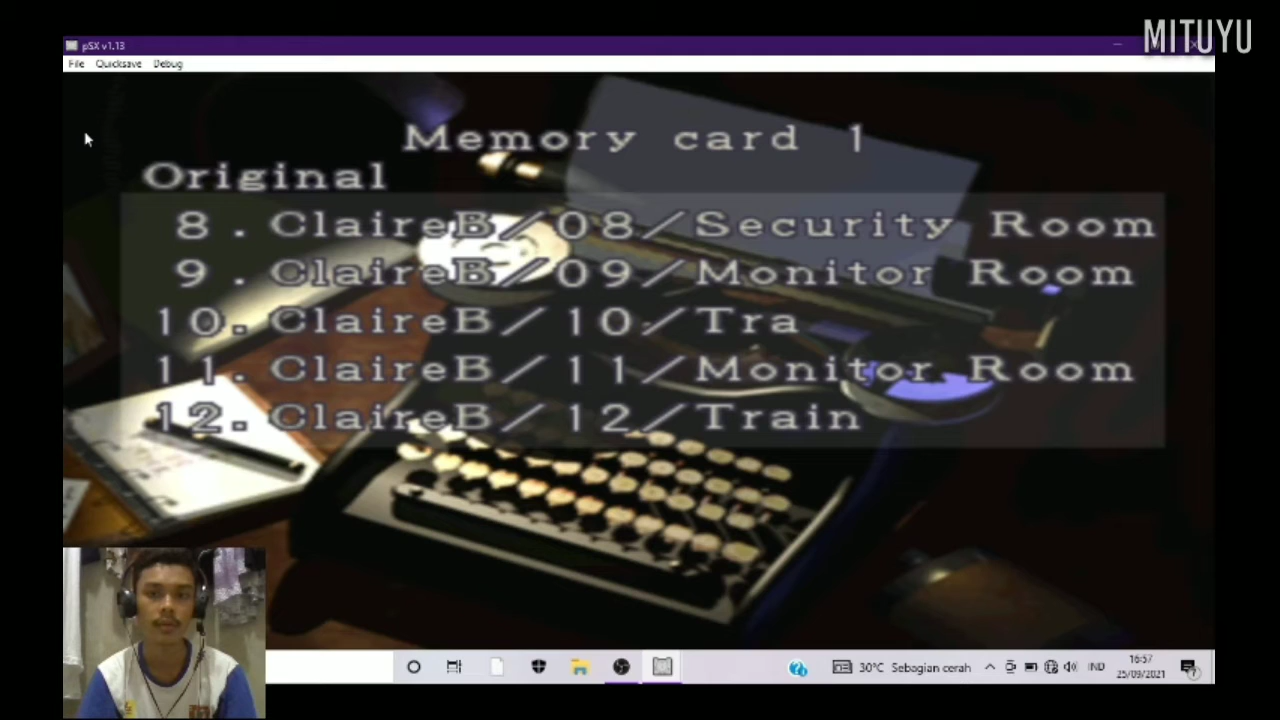 MITUYU
pSX v1.13
File Quicksave Debug
Memory card 1
Original
8. ClaireB/08/Security Room
9. ClaireB/09/Monitor Room
10. ClaireB/10/Tra
11. ClaireB/11/Monitor Room
12. ClaireB/12/Train
30°C Sebagian cerah
IND
16:57
25/09/2021